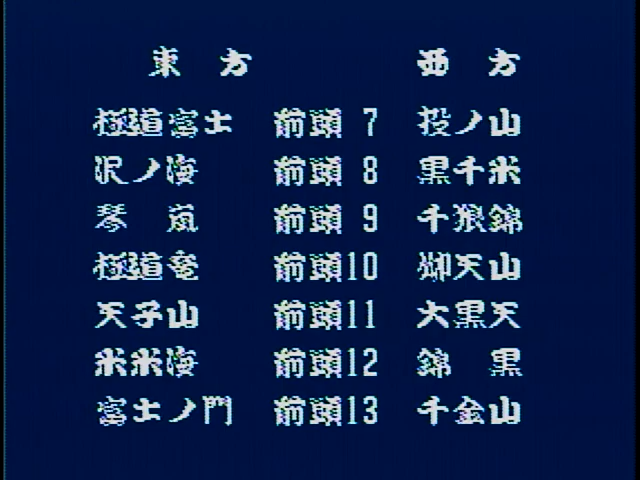 東 方 西 方
極道富士 前頭 7 投ノ山
沢ノ海 前頭 8 黒千米
琴 嵐 前頭 9 千狼錦
極道竜 前頭10 御天山
天子山 前頭11 大黒天
米米海 前頭12 錦 黒
富士ノ門 前頭13 千金山